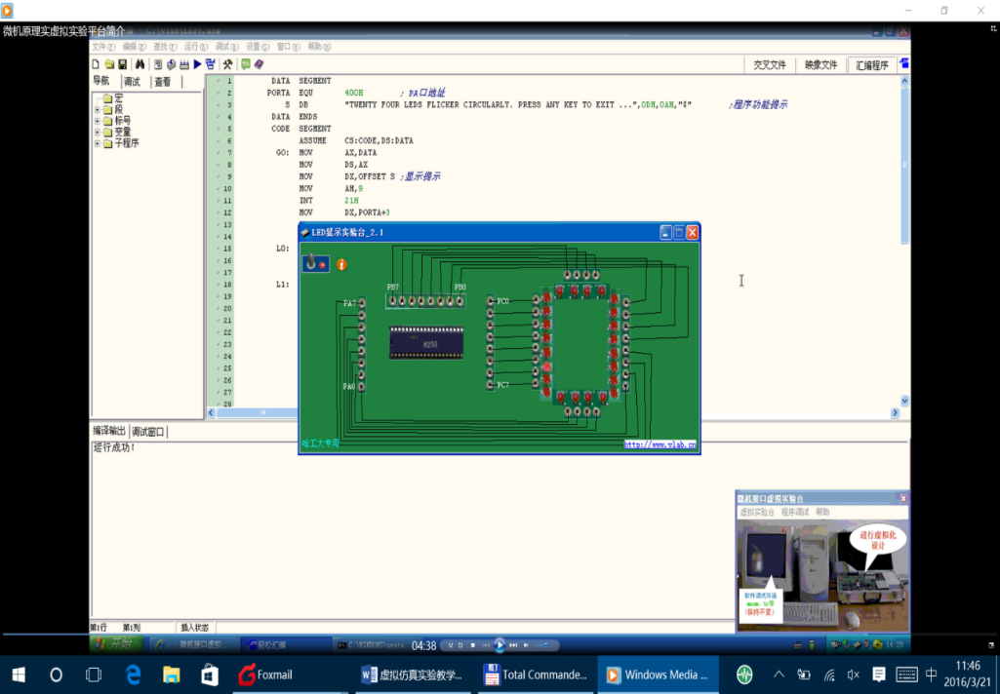 微机原理实虚拟实验平台简介
文件(F) 编辑(E) 查找(T) 运行(R) 调试(D) 设置(S) 窗口(W) 帮助(H)
交叉文件 映象文件 汇编程序
导航 调试 查看
宏
段
标号
变量
子程序
1 DATA SEGMENT
2 PORTA EQU 400H ; PA口地址
3 S DB "TWENTY FOUR LEDS FLICKER CIRCULARLY. PRESS ANY KEY TO EXIT ...",0DH,0AH,"$" ;程序功能提示
4 DATA ENDS
5 CODE SEGMENT
6 ASSUME CS:CODE,DS:DATA
7 GO: MOV AX,DATA
8 MOV DS,AX
9 MOV DX,OFFSET S ;显示提示
10 MOV AH,9
11 INT 21H
12 MOV DX,PORTA+3
13
14
15 L0:
16
17
18 L1:
19
20
21
22
23
24
25
26
27
28
LED显示实验台_2.1
PB7 PB0
PA7 PC0
8255
PA0 PC7
哈工大专用
http://www.wlab.cn
编译输出 调试窗口
运行成功!
微机接口虚拟实验台
虚拟实验台 程序调试 帮助
进行虚拟化
设计
软件调试环境
(保持不变)
第1行 第1列 插入状态
开始 微机接口虚拟 轻松汇编 04:38 14:29
Foxmail 虚拟仿真实验教学... Total Commande... Windows Media ... 中 11:46
2016/3/21